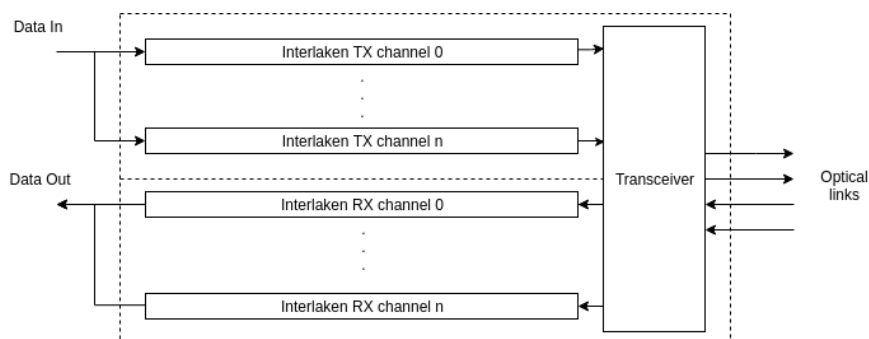 Data In
Interlaken TX channel 0
Interlaken TX channel n
Data Out
Interlaken RX channel 0
Interlaken RX channel n
Transceiver
Optical
links